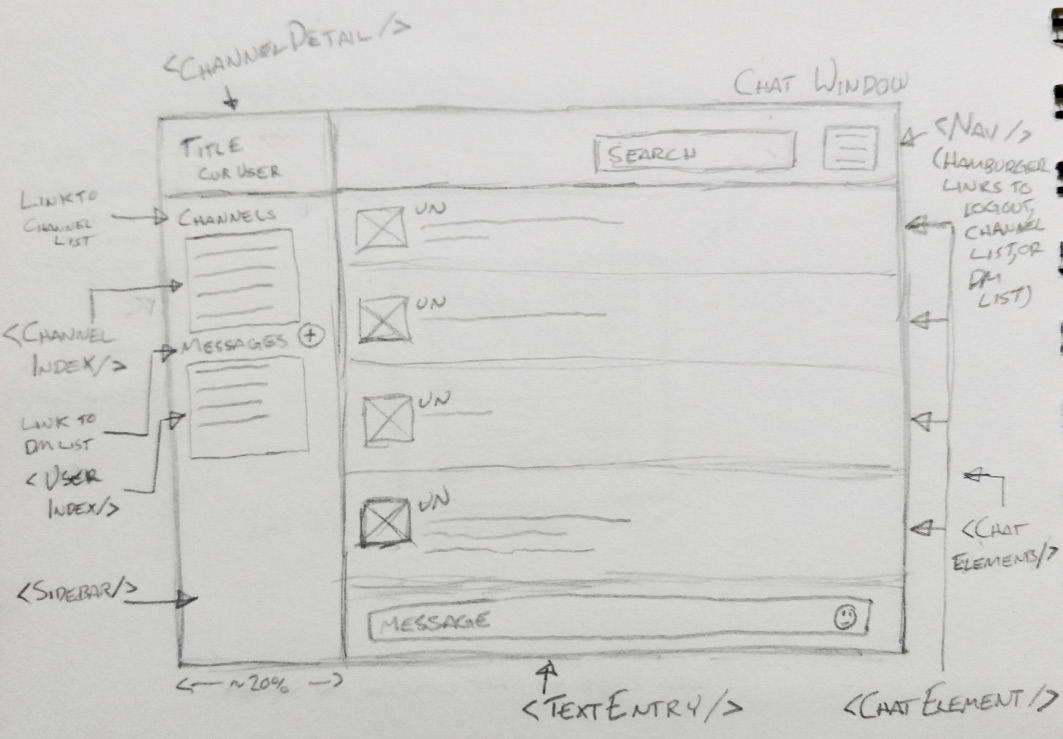 <CHANNELDETAIL/>
CHAT WINDOW
TITLE
CUR USER
SEARCH
<NAV/>
(HAMBURGER
LINKS TO
LOGOUT,
CHANNEL
LIST, OR
DM
LIST)
LINK TO
CHANNEL
LIST
CHANNELS
UN
<CHANNEL
INDEX/>
MESSAGES +
UN
LINK TO
DM LIST
<USER
INDEX/>
UN
UN
<CHAT
ELEMENTS/>
<SIDEBAR/>
MESSAGE
~20%
<TEXTENTRY/>
<CHATELEMENT/>